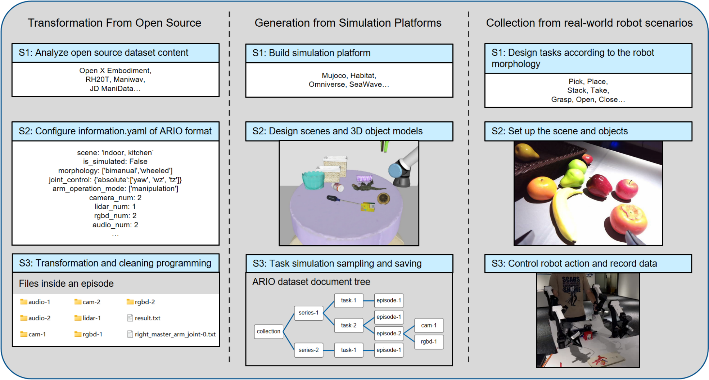 Transformation From Open Source
S1: Analyze open source dataset content
Open X Embodiment,
RH20T, Maniwav,
JD ManiData…
S2: Configure information.yaml of ARIO format
scene: 'indoor, kitchen'
is_simulated: False
morphology: ['bimanual','wheeled']
joint_control: {'absolute':['yaw', 'wz', 'tz']}
arm_operation_mode: ['manipulation']
camera_num: 2
lidar_num: 1
rgbd_num: 2
audio_num: 2
…
S3: Transformation and cleaning programming
Files inside an episode
audio-1 cam-2 rgbd-2
audio-2 lidar-1 result.txt
cam-1 rgbd-1 right_master_arm_joint-0.txt
Generation from Simulation Platforms
S1: Build simulation platform
Mujoco, Habitat,
Omniverse, SeaWave…
S2: Design scenes and 3D object models
S3: Task simulation sampling and saving
ARIO dataset document tree
collection
series-1
series-2
task-1
task-2
task-1
episode-1
episode-1
episode-2
episode-1
cam-1
rgbd-1
Collection from real-world robot scenarios
S1: Design tasks according to the robot
morphology
Pick, Place,
Stack, Take,
Grasp, Open, Close…
S2: Set up the scene and objects
S3: Control robot action and record data